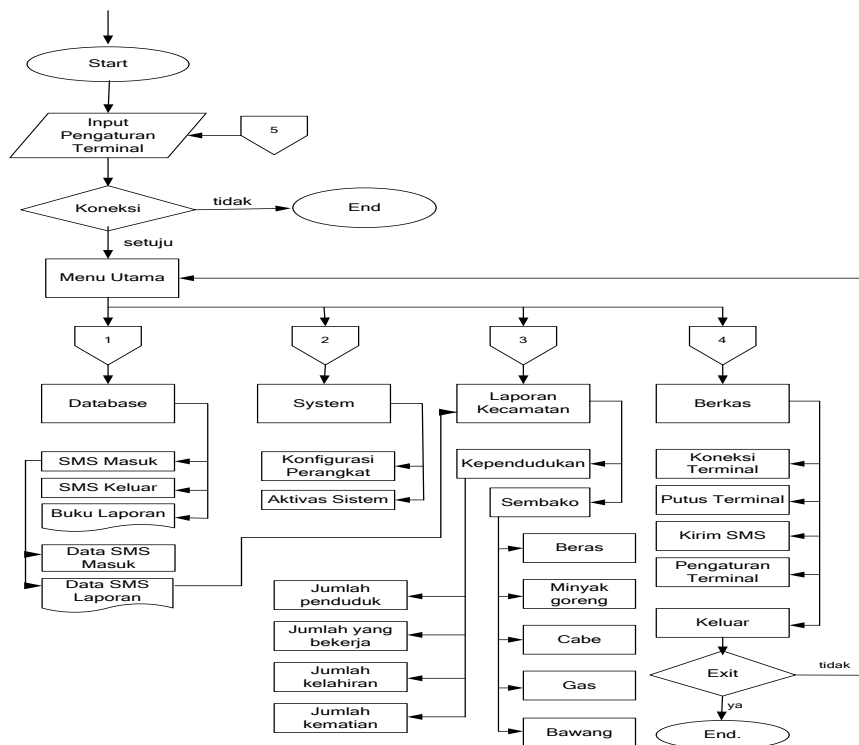 Start
Input
Pengaturan
Terminal
5
Koneksi
tidak
End
setuju
Menu Utama
1
2
3
4
Database
System
Laporan
Kecamatan
Berkas
SMS Masuk
SMS Keluar
Buku Laporan
Data SMS
Masuk
Data SMS
Laporan
Konfigurasi
Perangkat
Aktivas Sistem
Kependudukan
Sembako
Jumlah
penduduk
Jumlah yang
bekerja
Jumlah
kelahiran
Jumlah
kematian
Beras
Minyak
goreng
Cabe
Gas
Bawang
Koneksi
Terminal
Putus Terminal
Kirim SMS
Pengaturan
Terminal
Keluar
Exit
tidak
ya
End.